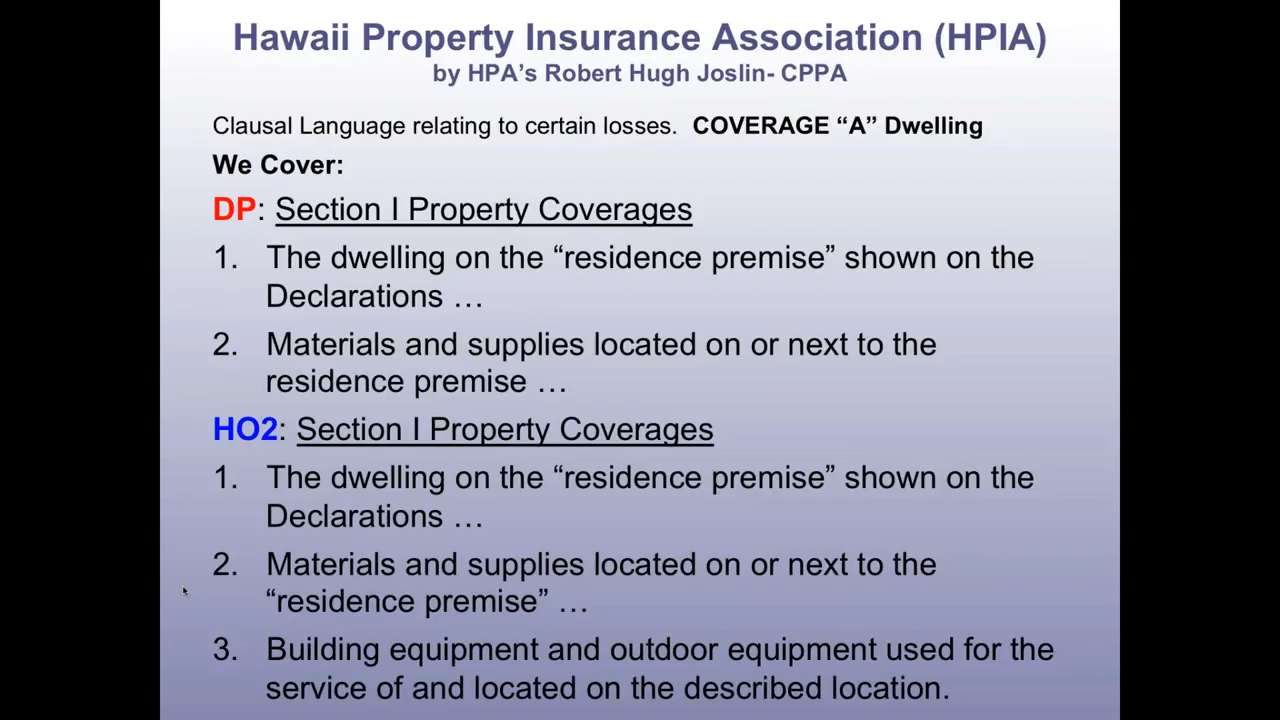 Hawaii Property Insurance Association (HPIA)
by HPA's Robert Hugh Joslin- CPPA
Clausal Language relating to certain losses.  COVERAGE “A” Dwelling
We Cover:
DP: Section I Property Coverages
1. The dwelling on the “residence premise” shown on the
Declarations …
2. Materials and supplies located on or next to the
residence premise …
HO2: Section I Property Coverages
1. The dwelling on the “residence premise” shown on the
Declarations …
2. Materials and supplies located on or next to the
“residence premise” …
3. Building equipment and outdoor equipment used for the
service of and located on the described location.